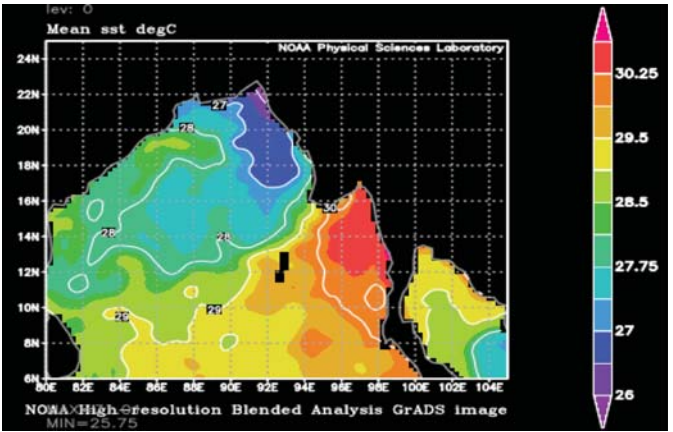 lev: 0
Mean sst degC
NOAA Physical Sciences Laboratory
24N
22N
20N
18N
16N
14N
12N
10N
8N
6N
27
28
28
28
29
29
30
80E 82E 84E 86E 88E 90E 92E 94E 96E 98E 100E 102E 104E
30.25
29.5
28.5
27.75
27
26
NOAA High-resolution Blended Analysis GrADS image
MIN=25.75